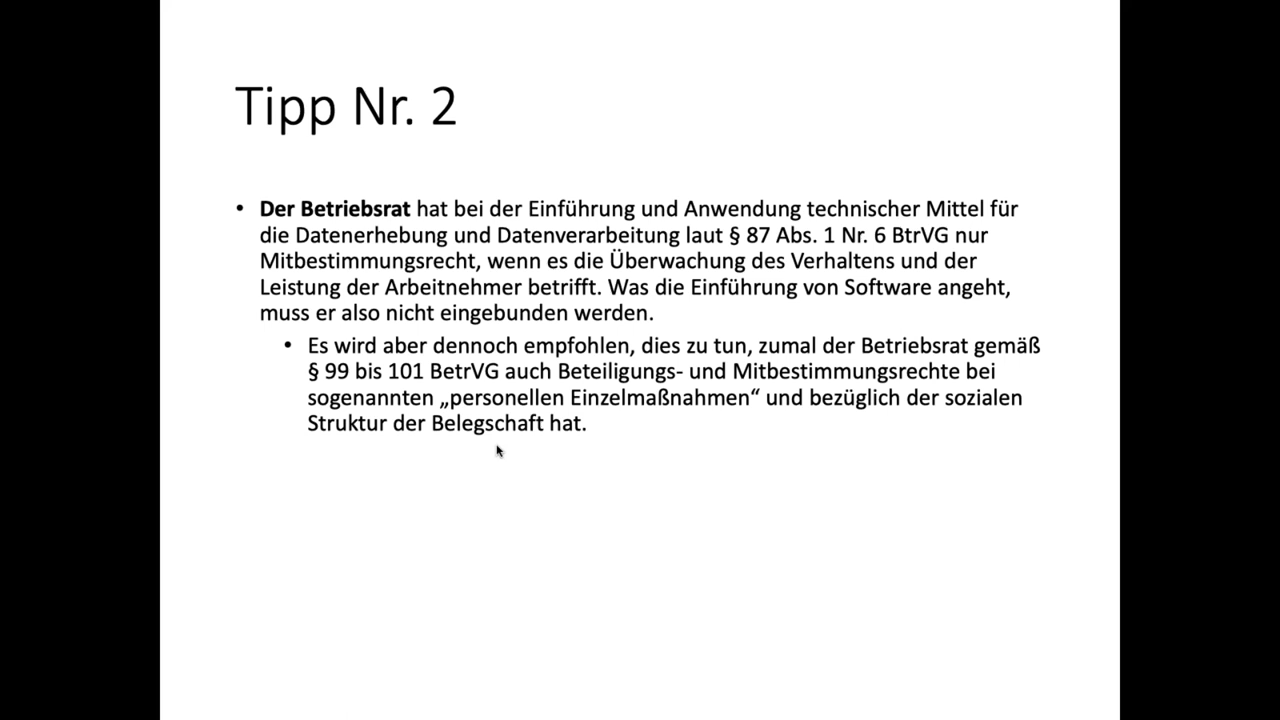 Tipp Nr. 2
• Der Betriebsrat hat bei der Einführung und Anwendung technischer Mittel für
die Datenerhebung und Datenverarbeitung laut § 87 Abs. 1 Nr. 6 BtrVG nur
Mitbestimmungsrecht, wenn es die Überwachung des Verhaltens und der
Leistung der Arbeitnehmer betrifft. Was die Einführung von Software angeht,
muss er also nicht eingebunden werden.
• Es wird aber dennoch empfohlen, dies zu tun, zumal der Betriebsrat gemäß
§ 99 bis 101 BetrVG auch Beteiligungs- und Mitbestimmungsrechte bei
sogenannten „personellen Einzelmaßnahmen“ und bezüglich der sozialen
Struktur der Belegschaft hat.